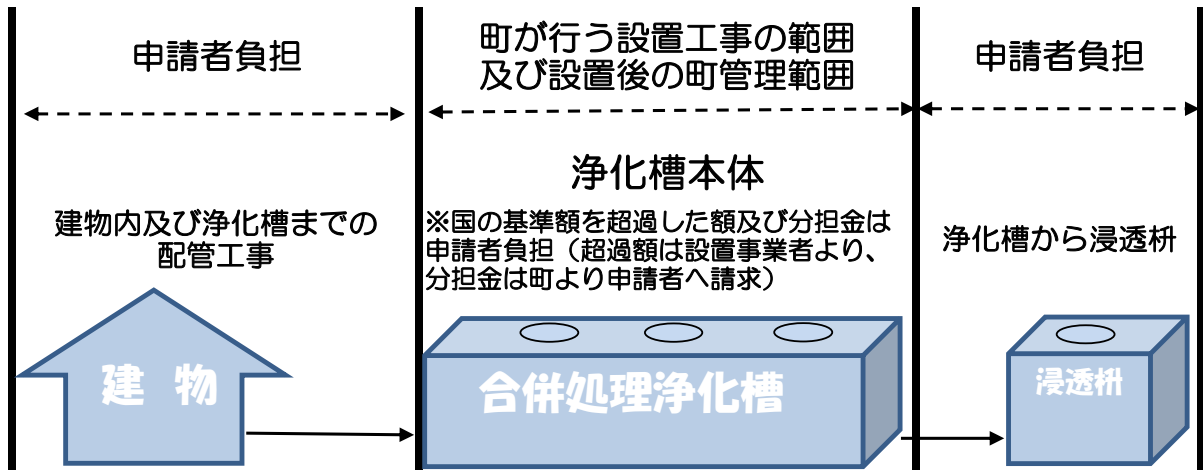 申請者負担
町が行う設置工事の範囲
及び設置後の町管理範囲
申請者負担
建物内及び浄化槽までの
配管工事
浄化槽本体
※国の基準額を超過した額及び分担金は
申請者負担（超過額は設置事業者より、
分担金は町より申請者へ請求）
浄化槽から浸透枡
建 物
合併処理浄化槽
浸透枡